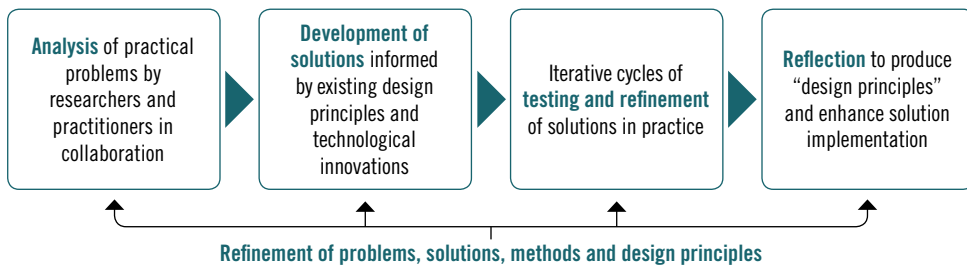 Analysis of practical
problems by
researchers and
practitioners in
collaboration
Development of
solutions informed
by existing design
principles and
technological
innovations
Iterative cycles of
testing and refinement
of solutions in practice
Reflection to produce
“design principles”
and enhance solution
implementation
Refinement of problems, solutions, methods and design principles